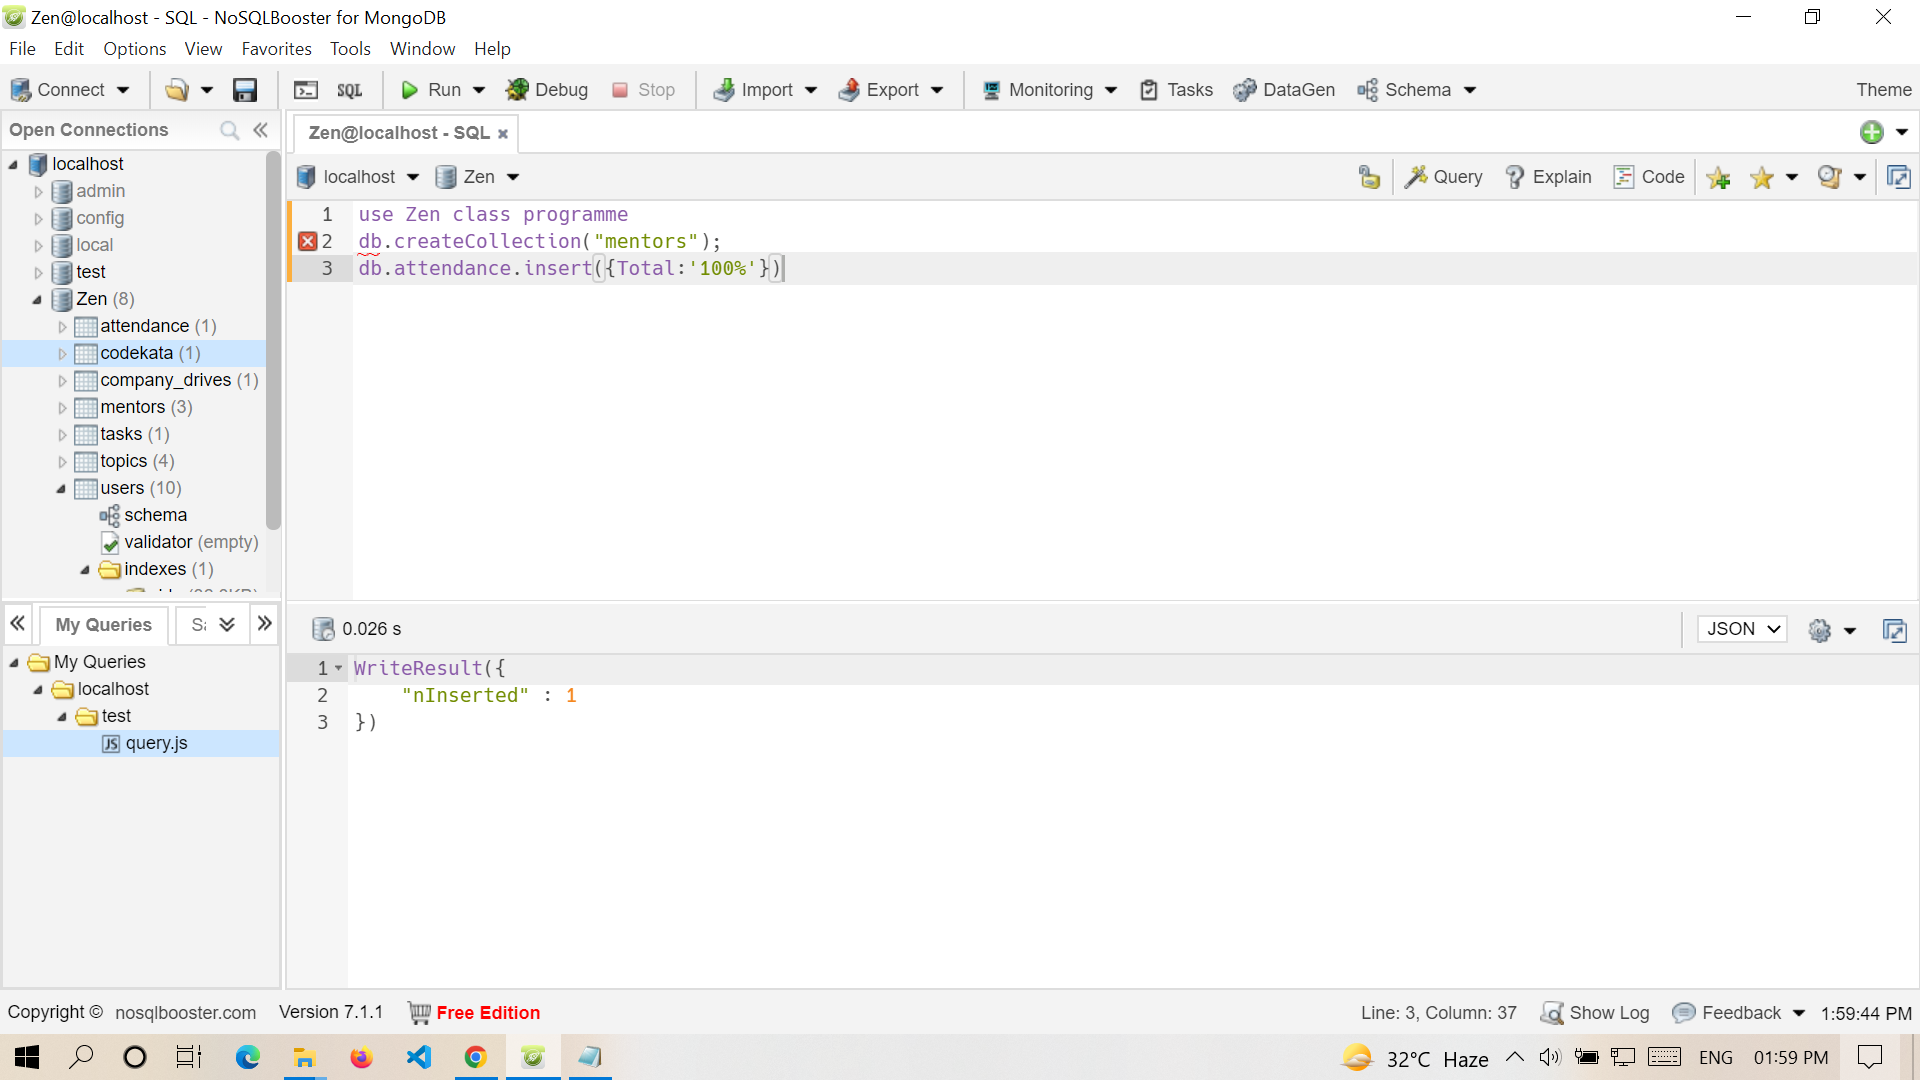 Zen@localhost - SQL - NoSQLBooster for MongoDB
File Edit Options View Favorites Tools Window Help
Connect SQL Run Debug Stop Import Export Monitoring Tasks DataGen Schema Theme
Open Connections
localhost
admin
config
local
test
Zen (8)
attendance (1)
codekata (1)
company_drives (1)
mentors (3)
tasks (1)
topics (4)
users (10)
schema
validator (empty)
indexes (1)
My Queries
My Queries
localhost
test
JS query.js
Zen@localhost - SQL
localhost Zen Query Explain Code
1 use Zen class programme
2 db.createCollection("mentors");
3 db.attendance.insert({Total:'100%'})
0.026 s JSON
1 WriteResult({
2 "nInserted" : 1
3 })
Copyright © nosqlbooster.com Version 7.1.1 Free Edition Line: 3, Column: 37 Show Log Feedback 1:59:44 PM
32°C Haze ENG 01:59 PM